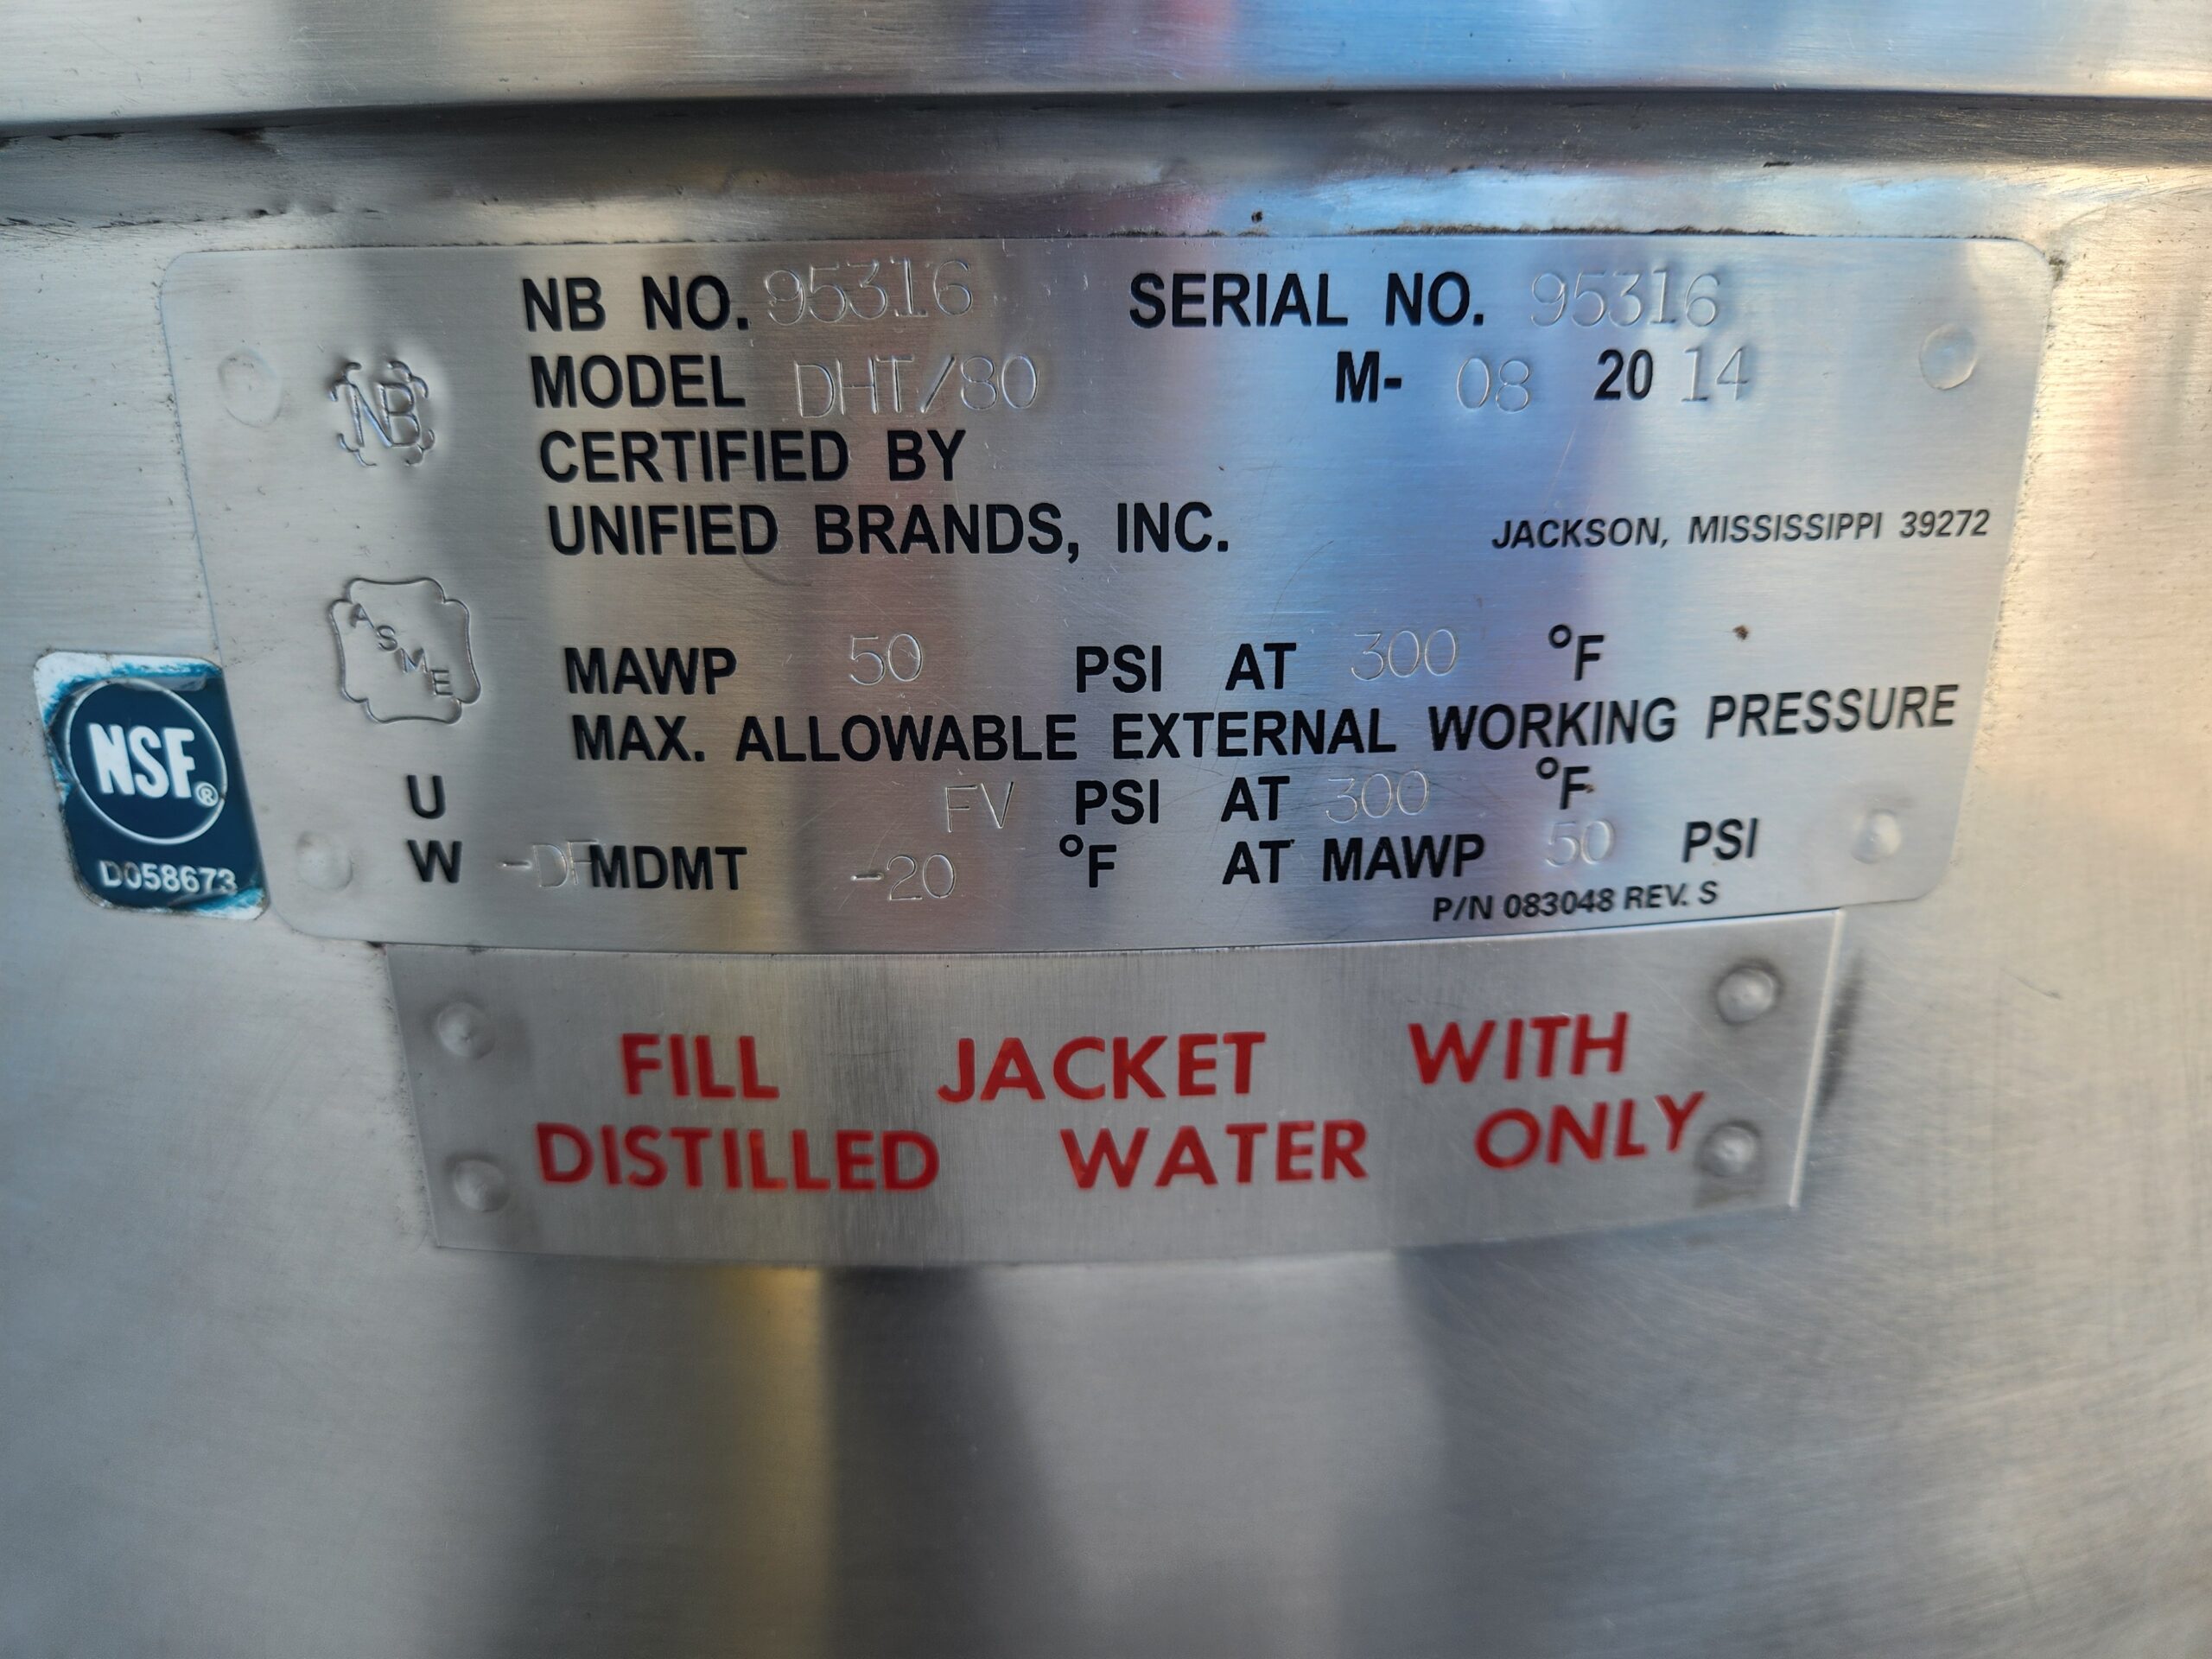 NB NO. 95316 SERIAL NO. 95316
NB
MODEL DHT/80 M- 08 20 14
CERTIFIED BY
UNIFIED BRANDS, INC. JACKSON, MISSISSIPPI 39272
ASME
MAWP 50 PSI AT 300 °F
MAX. ALLOWABLE EXTERNAL WORKING PRESSURE
U FV PSI AT 300 °F
W -DF MDMT -20 °F AT MAWP 50 PSI
P/N 083048 REV. S
NSF®
D058673
FILL JACKET WITH
DISTILLED WATER ONLY